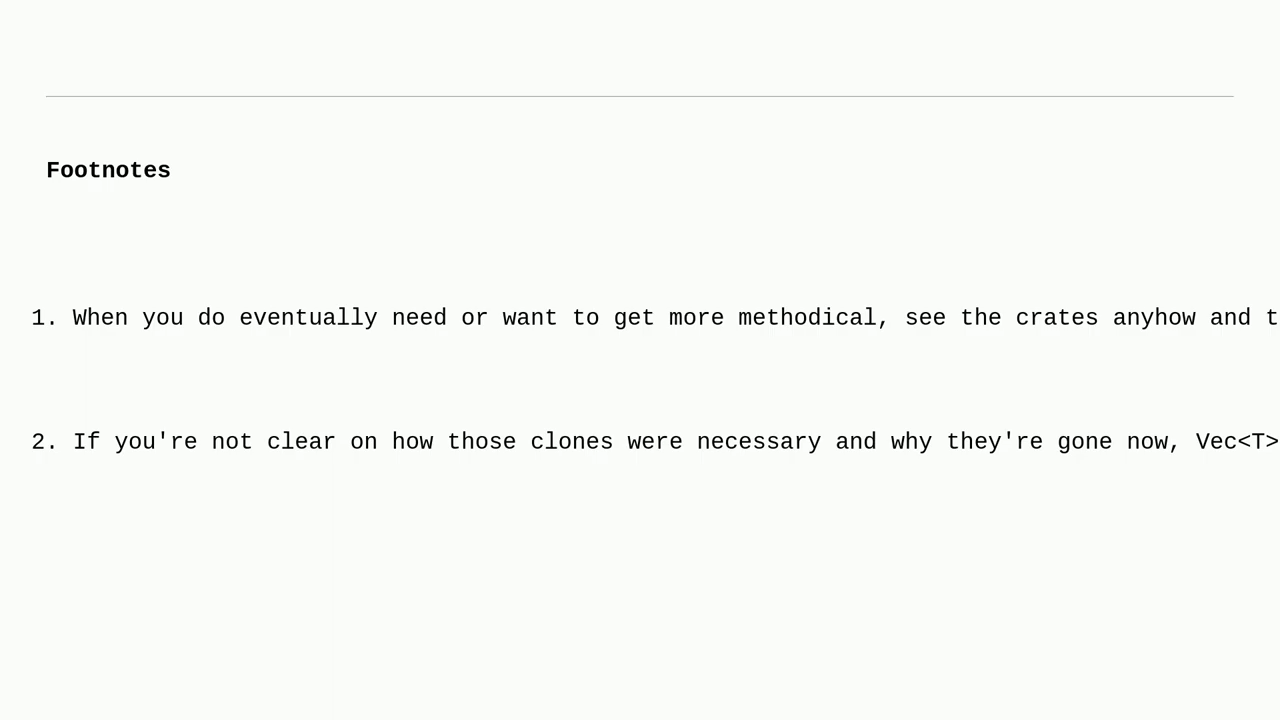 Footnotes
1. When you do eventually need or want to get more methodical, see the crates anyhow and
2. If you're not clear on how those clones were necessary and why they're gone now, Vec<T>